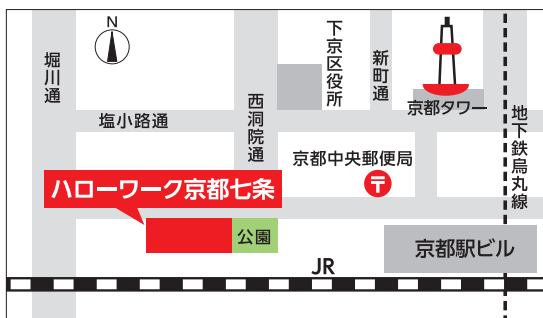 N
堀川通
西洞院通
下京区役所
新町通
京都タワー
地下鉄烏丸線
塩小路通
京都中央郵便局
〒
ハローワーク京都七条
公園
京都駅ビル
JR